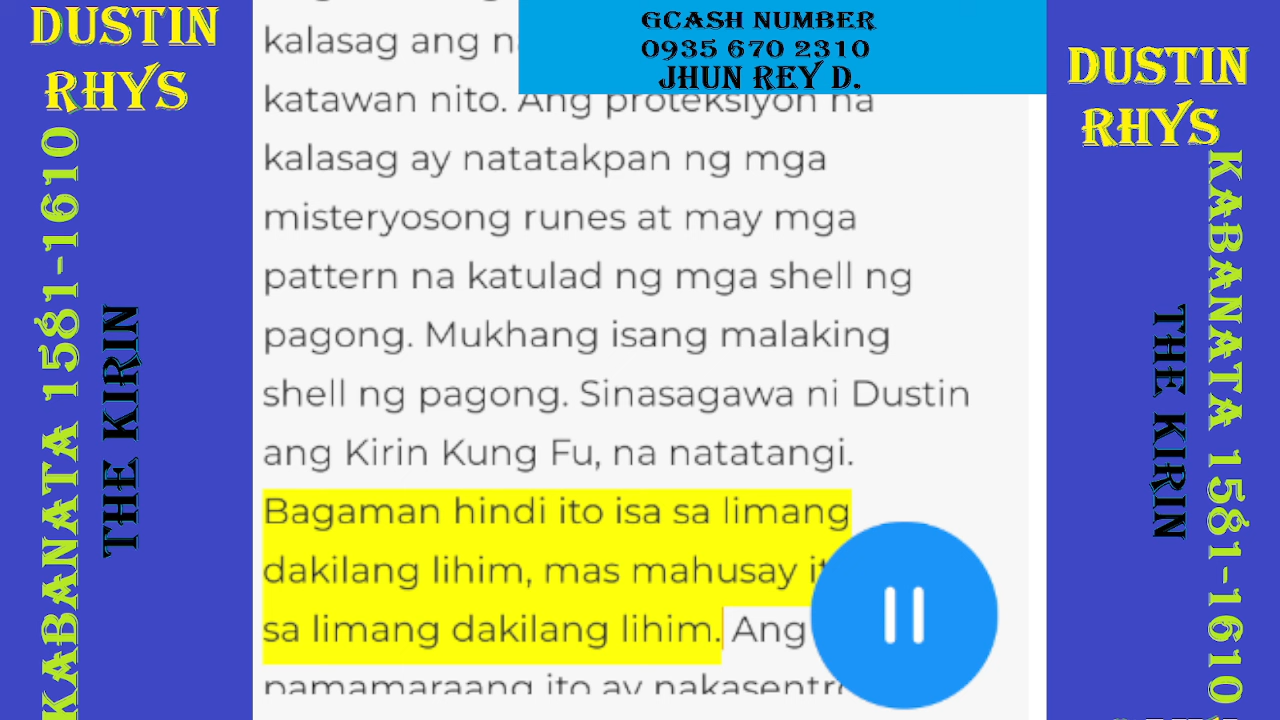 DUSTIN
RHYS
KABANATA 1581-1610
THE KIRIN
GCASH NUMBER
0935 670 2310
JHUN REY D.
kalasag ang
katawan nito. Ang proteksiyon na
kalasag ay natatakpan ng mga
misteryosong runes at may mga
pattern na katulad ng mga shell ng
pagong. Mukhang isang malaking
shell ng pagong. Sinasagawa ni Dustin
ang Kirin Kung Fu, na natatangi.
Bagaman hindi ito isa sa limang
dakilang lihim, mas mahusay
sa limang dakilang lihim. Ang
pamamaraang ito ay
DUSTIN
RHYS
KABANATA 1581-1610
THE KIRIN